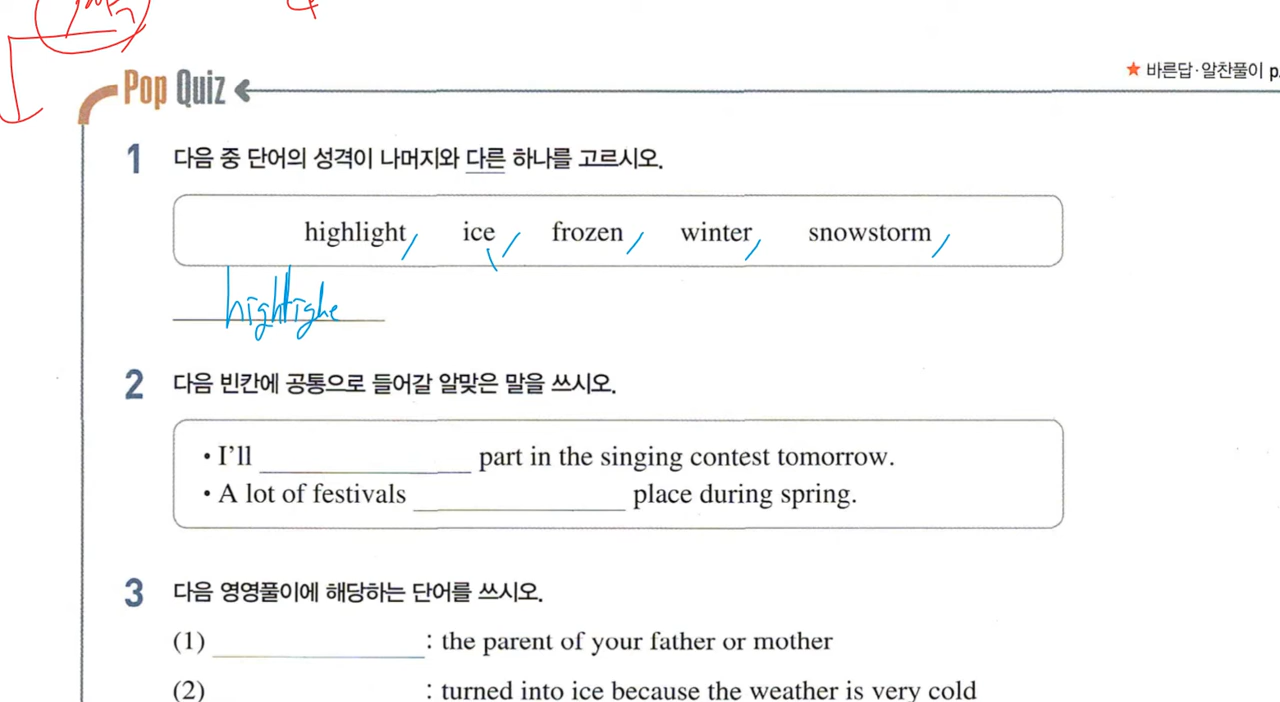 ★ 바른답·알찬풀이 p.
Pop Quiz
1 다음 중 단어의 성격이 나머지와 다른 하나를 고르시오.
highlight, ice, frozen, winter, snowstorm,
hightighe
2 다음 빈칸에 공통으로 들어갈 알맞은 말을 쓰시오.
• I'll part in the singing contest tomorrow.
• A lot of festivals place during spring.
3 다음 영영풀이에 해당하는 단어를 쓰시오.
(1) : the parent of your father or mother
(2) : turned into ice because the weather is very cold